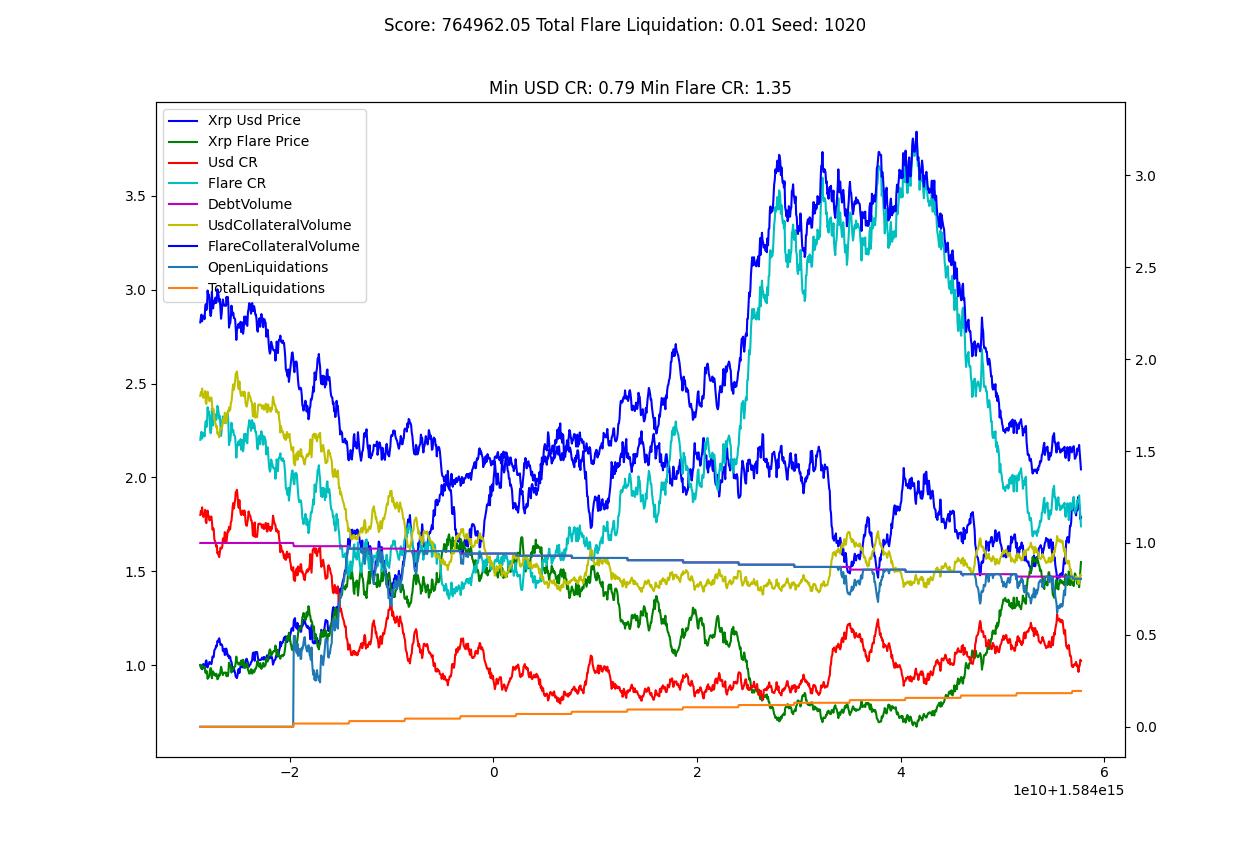 Score: 764962.05 Total Flare Liquidation: 0.01 Seed: 1020
Min USD CR: 0.79 Min Flare CR: 1.35
Xrp Usd Price
Xrp Flare Price
Usd CR
Flare CR
DebtVolume
UsdCollateralVolume
FlareCollateralVolume
OpenLiquidations
TotalLiquidations
3.5
3.0
2.5
2.0
1.5
1.0
3.0
2.5
2.0
1.5
1.0
0.5
0.0
−2 0 2 4 6
1e10+1.584e15